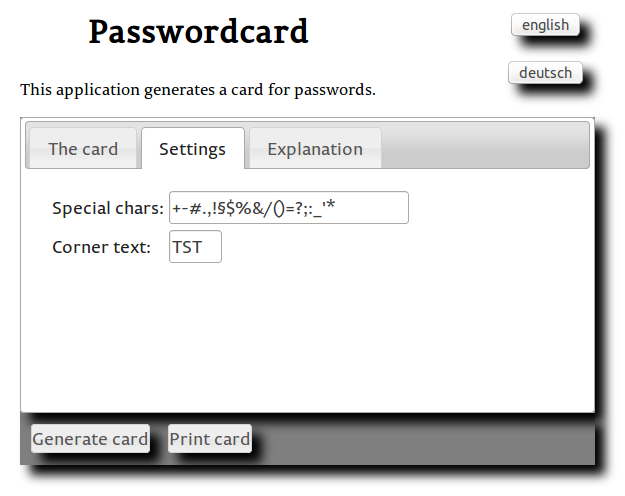 Passwordcard
english
deutsch
This application generates a card for passwords.
The card Settings Explanation
Special chars: +-#.,!§$%&/()=?;:_'*
Corner text: TST
Generate card Print card